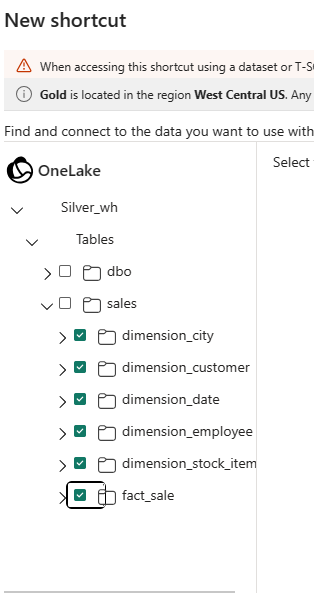 New shortcut
When accessing this shortcut using a dataset or T-S
Gold is located in the region West Central US. Any
Find and connect to the data you want to use with
OneLake
Select
Silver_wh
Tables
dbo
sales
dimension_city
dimension_customer
dimension_date
dimension_employee
dimension_stock_item
fact_sale